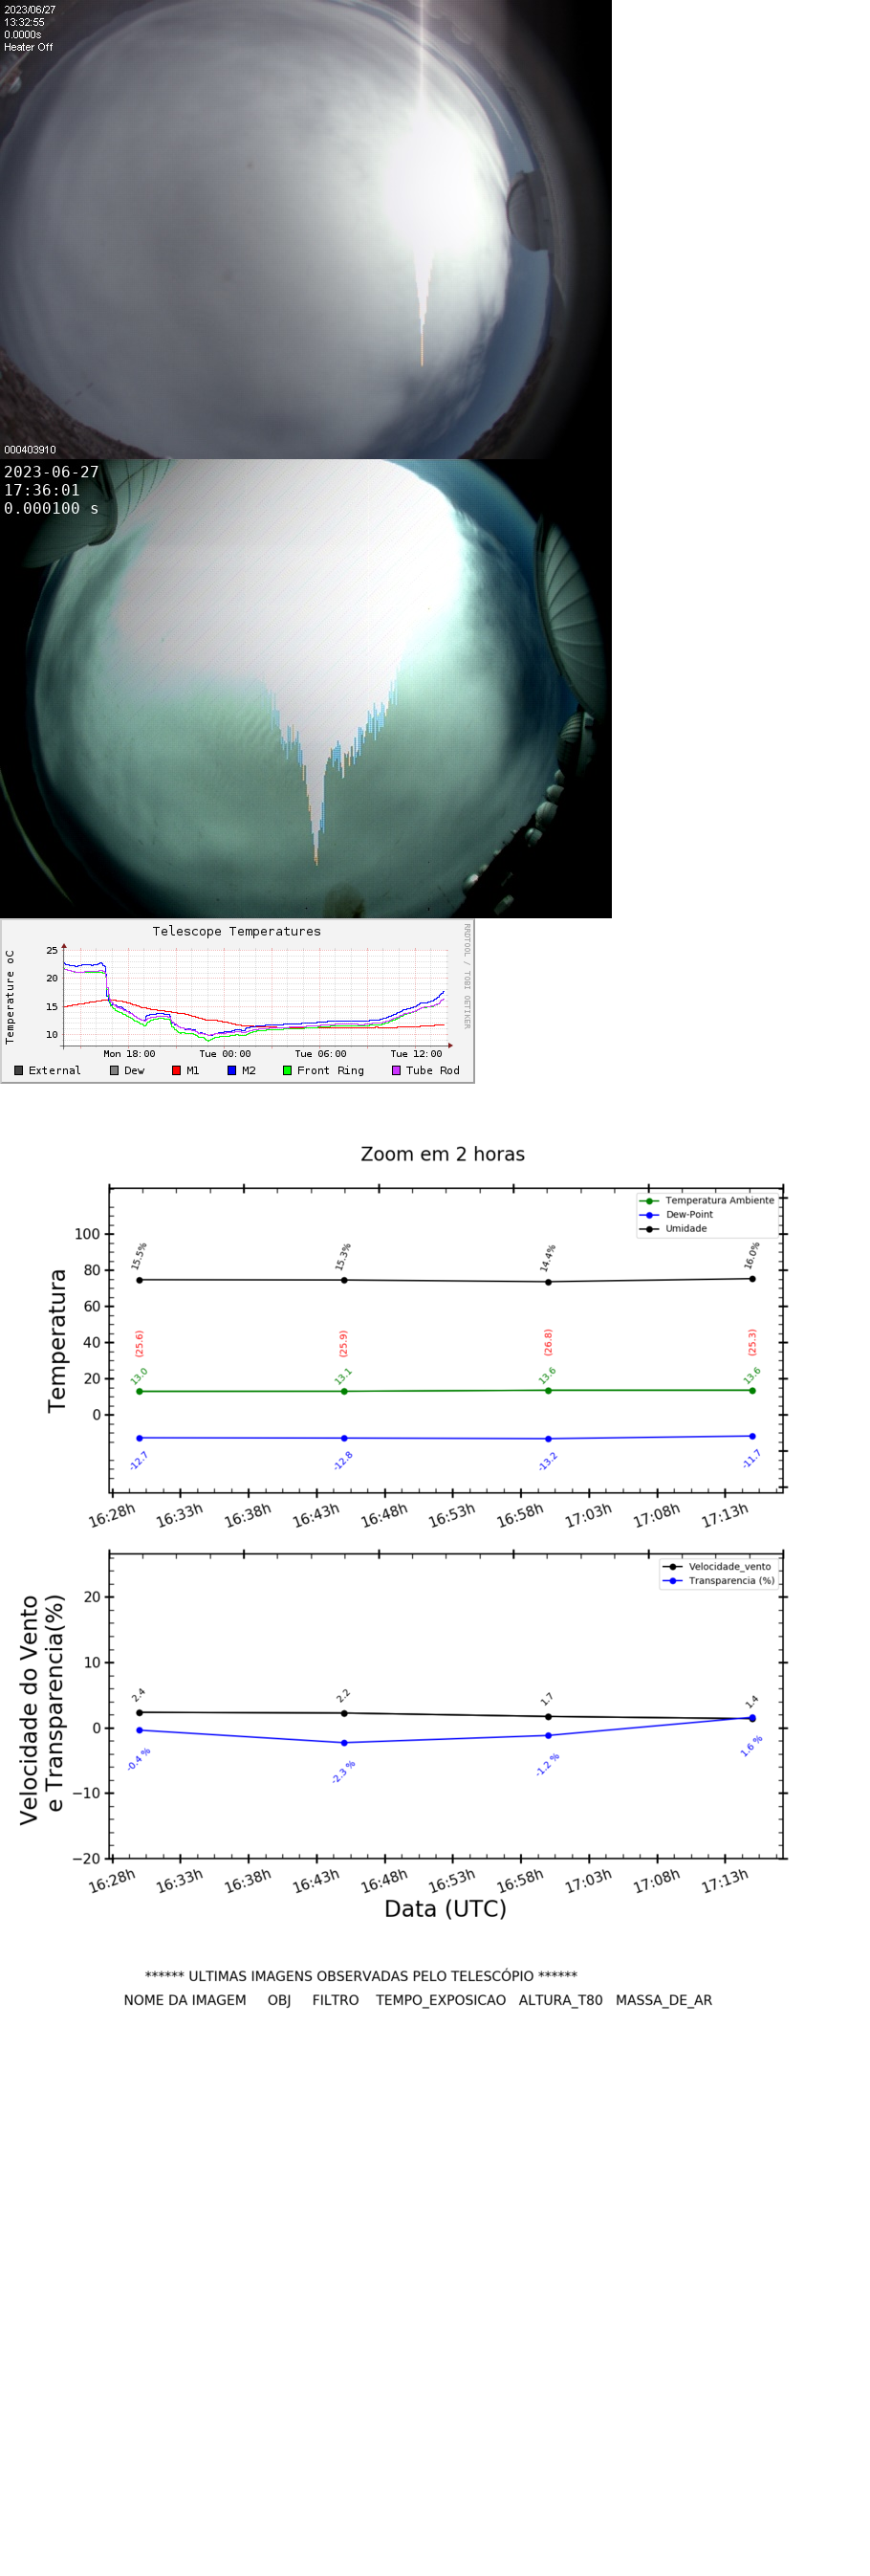 2023/06/27
13:32:55
0.0000s
Heater Off
000403910
2023-06-27
17:36:01
0.000100 s
Telescope Temperatures
RRDTOOL / TOBI OETIKER
Temperature oC
25
20
15
10
Mon 18:00 Tue 00:00 Tue 06:00 Tue 12:00
External Dew M1 M2 Front Ring Tube Rod
Zoom em 2 horas
Temperatura Ambiente
Dew-Point
Umidade
Temperatura
100
80
60
40
20
0
15.5% 15.3% 14.4% 16.0%
(25.6) (25.9) (26.8) (25.3)
13.0 13.1 13.6 13.6
-12.7 -12.8 -13.2 -11.7
16:28h 16:33h 16:38h 16:43h 16:48h 16:53h 16:58h 17:03h 17:08h 17:13h
Velocidade_vento
Transparencia (%)
Velocidade do Vento
e Transparencia(%)
20
10
0
−10
−20
2.4 2.2 1.7 1.4
-0.4 % -2.3 % -1.2 % 1.6 %
16:28h 16:33h 16:38h 16:43h 16:48h 16:53h 16:58h 17:03h 17:08h 17:13h
Data (UTC)
****** ULTIMAS IMAGENS OBSERVADAS PELO TELESCÓPIO ******
NOME DA IMAGEM OBJ FILTRO TEMPO_EXPOSICAO ALTURA_T80 MASSA_DE_AR